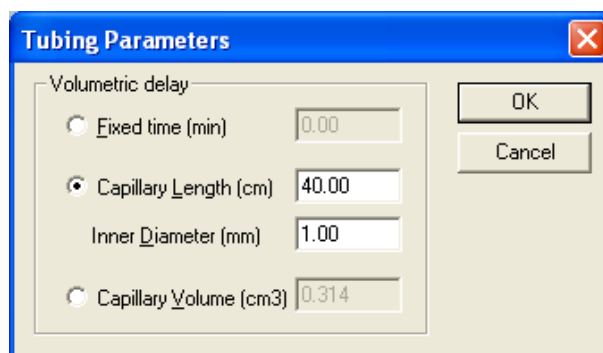 Tubing Parameters
Volumetric delay
Fixed time (min) 0.00
Capillary Length (cm) 40.00
Inner Diameter (mm) 1.00
Capillary Volume (cm3) 0.314
OK
Cancel